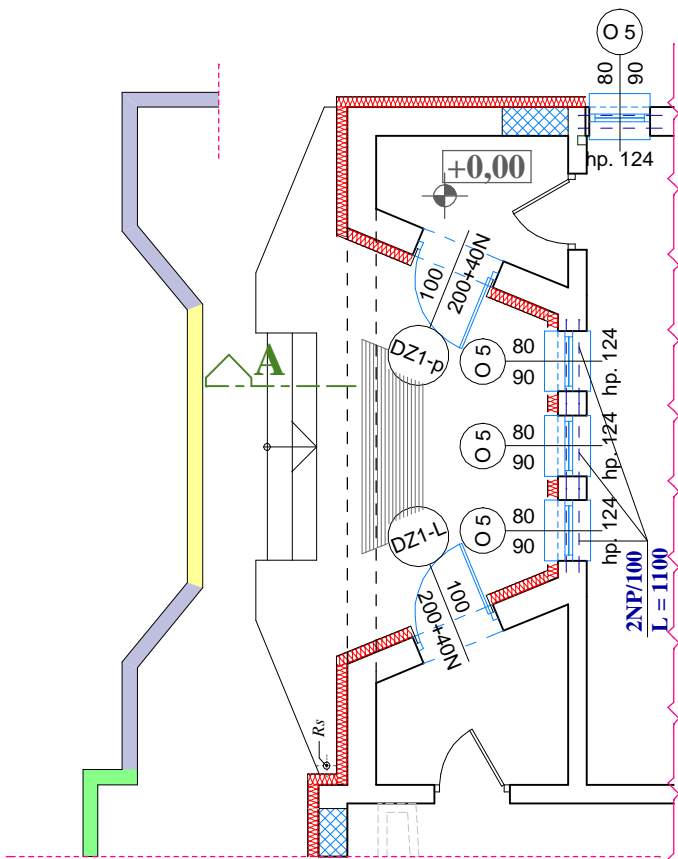 O 5
80
90
hp. 124
+0,00
100
200+40N
DZ1-p
A
O 5
80
90
hp. 124
O 5
80
90
hp. 124
O 5
80
90
hp. 124
DZ1-L
100
200+40N
2NP/100
L = 1100
Rs